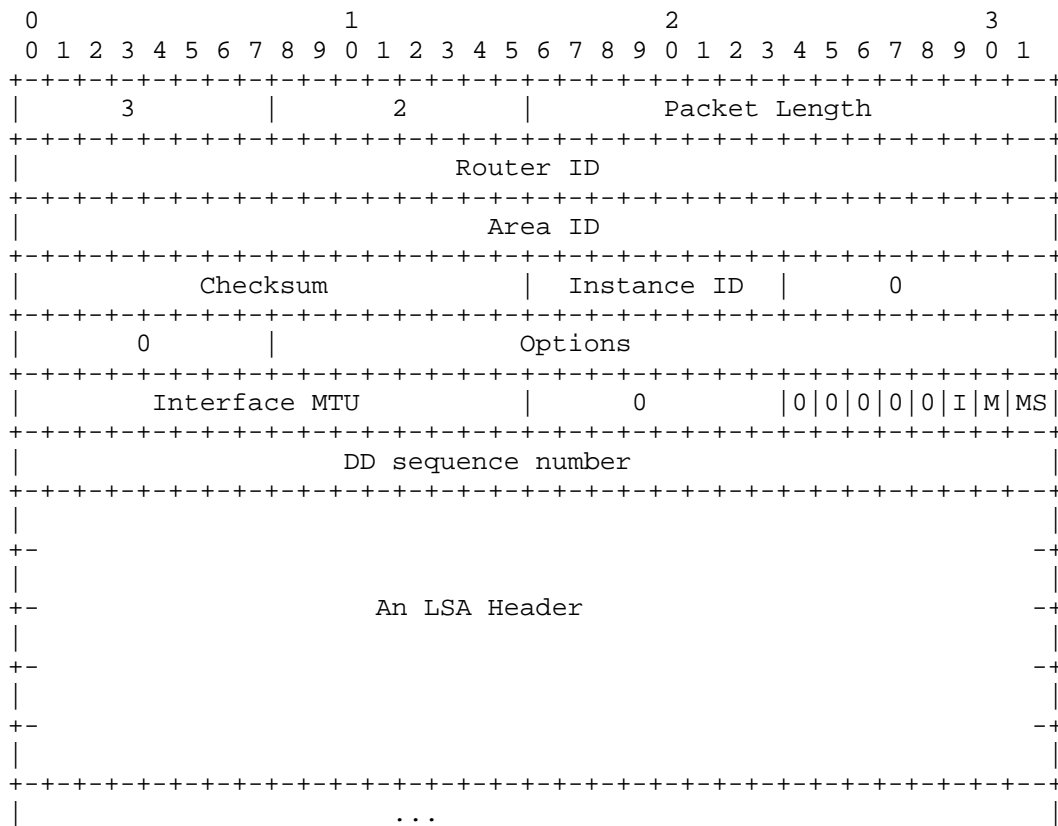 0                   1                   2                   3
0 1 2 3 4 5 6 7 8 9 0 1 2 3 4 5 6 7 8 9 0 1 2 3 4 5 6 7 8 9 0 1
+-+-+-+-+-+-+-+-+-+-+-+-+-+-+-+-+-+-+-+-+-+-+-+-+-+-+-+-+-+-+-+--+
|       3       |       2       |        Packet Length            |
+-+-+-+-+-+-+-+-+-+-+-+-+-+-+-+-+-+-+-+-+-+-+-+-+-+-+-+-+-+-+-+--+
|                           Router ID                             |
+-+-+-+-+-+-+-+-+-+-+-+-+-+-+-+-+-+-+-+-+-+-+-+-+-+-+-+-+-+-+-+--+
|                             Area ID                             |
+-+-+-+-+-+-+-+-+-+-+-+-+-+-+-+-+-+-+-+-+-+-+-+-+-+-+-+-+-+-+-+--+
|           Checksum            |  Instance ID  |      0          |
+-+-+-+-+-+-+-+-+-+-+-+-+-+-+-+-+-+-+-+-+-+-+-+-+-+-+-+-+-+-+-+--+
|       0       |               Options                           |
+-+-+-+-+-+-+-+-+-+-+-+-+-+-+-+-+-+-+-+-+-+-+-+-+-+-+-+-+-+-+-+--+
|        Interface MTU          |      0        |0|0|0|0|0|I|M|MS|
+-+-+-+-+-+-+-+-+-+-+-+-+-+-+-+-+-+-+-+-+-+-+-+-+-+-+-+-+-+-+-+--+
|                    DD sequence number                           |
+-+-+-+-+-+-+-+-+-+-+-+-+-+-+-+-+-+-+-+-+-+-+-+-+-+-+-+-+-+-+-+--+
|                                                                 |
+-                                                               -+
|                                                                 |
+-                     An LSA Header                             -+
|                                                                 |
+-                                                               -+
|                                                                 |
+-                                                               -+
|                                                                 |
+-+-+-+-+-+-+-+-+-+-+-+-+-+-+-+-+-+-+-+-+-+-+-+-+-+-+-+-+-+-+-+--+
|                       ...                                       |